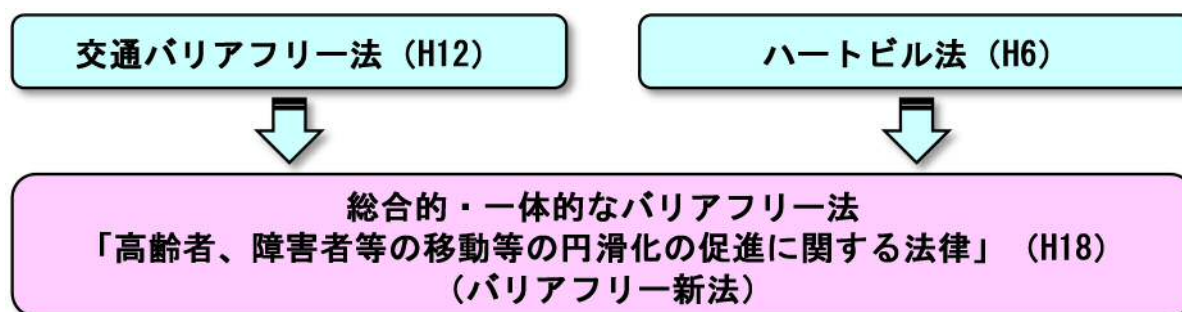 交通バリアフリー法（H12）
ハートビル法（H6）
総合的・一体的なバリアフリー法
「高齢者、障害者等の移動等の円滑化の促進に関する法律」（H18）
（バリアフリー新法）